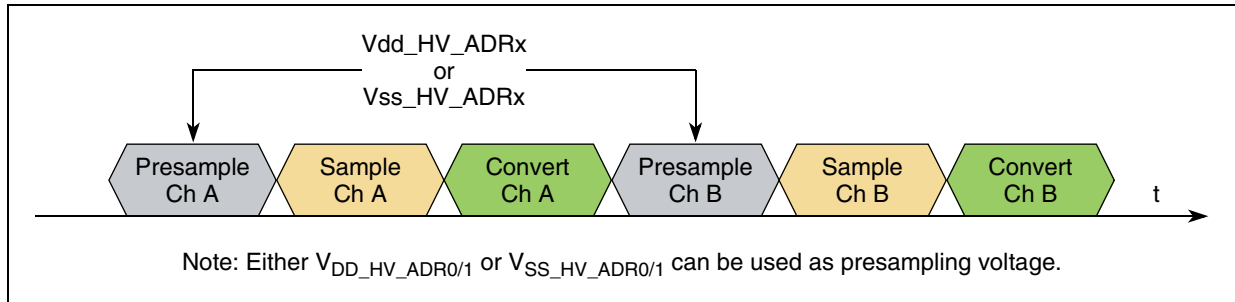 Vdd_HV_ADRx
or
Vss_HV_ADRx
Presample
Ch A
Sample
Ch A
Convert
Ch A
Presample
Ch B
Sample
Ch B
Convert
Ch B
t
Note: Either VDD_HV_ADR0/1 or VSS_HV_ADR0/1 can be used as presampling voltage.